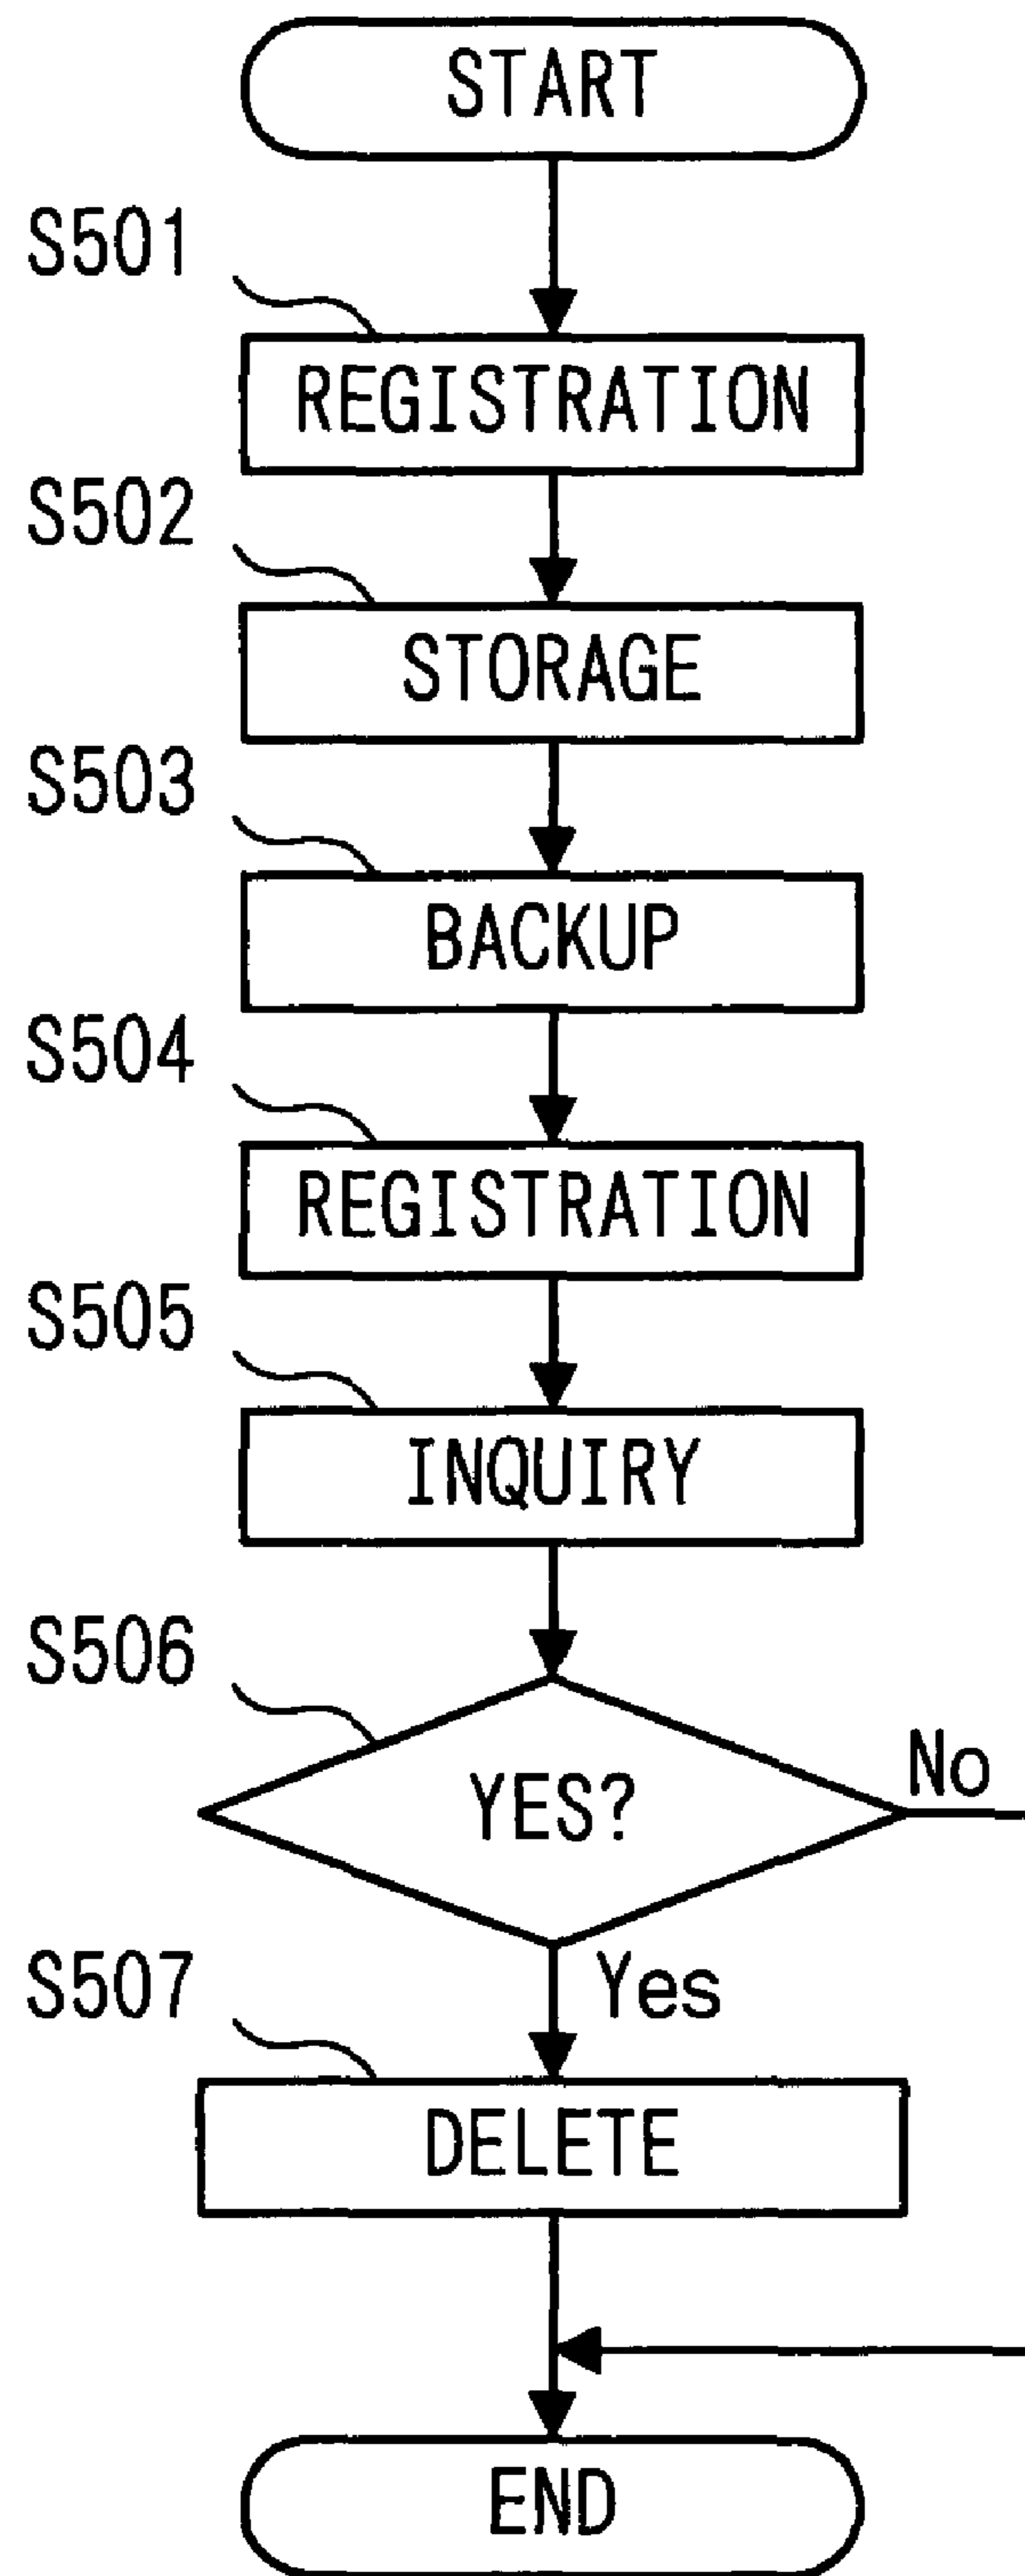 START
S501
REGISTRATION
S502
STORAGE
S503
BACKUP
S504
REGISTRATION
S505
INQUIRY
S506
YES?
No
Yes
S507
DELETE
END